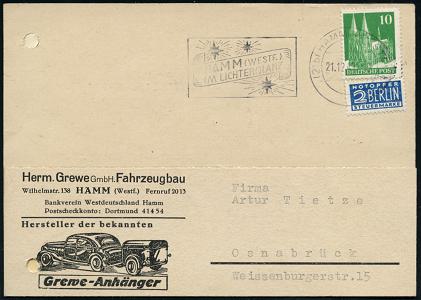 HAMM (WESTF.)
IM LICHTERGLANZ
21.12
10
DEUTSCHE POST
NOTOPFER
2 BERLIN
STEUERMARKE
Herm. Grewe GmbH. Fahrzeugbau
Wilhelmstr. 138 HAMM (Westf.) Fernruf 2013
Bankverein Westdeutschland Hamm
Postscheckkonto: Dortmund 41454
Hersteller der bekannten
Grewe-Anhänger
Firma
Artur Tietze
Osnabrück
Weissenburgerstr.15